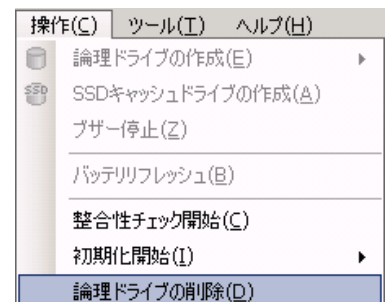 操作(C) ツール(T) ヘルプ(H)
論理ドライブの作成(E)
SSD SSDキャッシュドライブの作成(A)
ブザー停止(Z)
バッテリリフレッシュ(B)
整合性チェック開始(C)
初期化開始(I)
論理ドライブの削除(D)